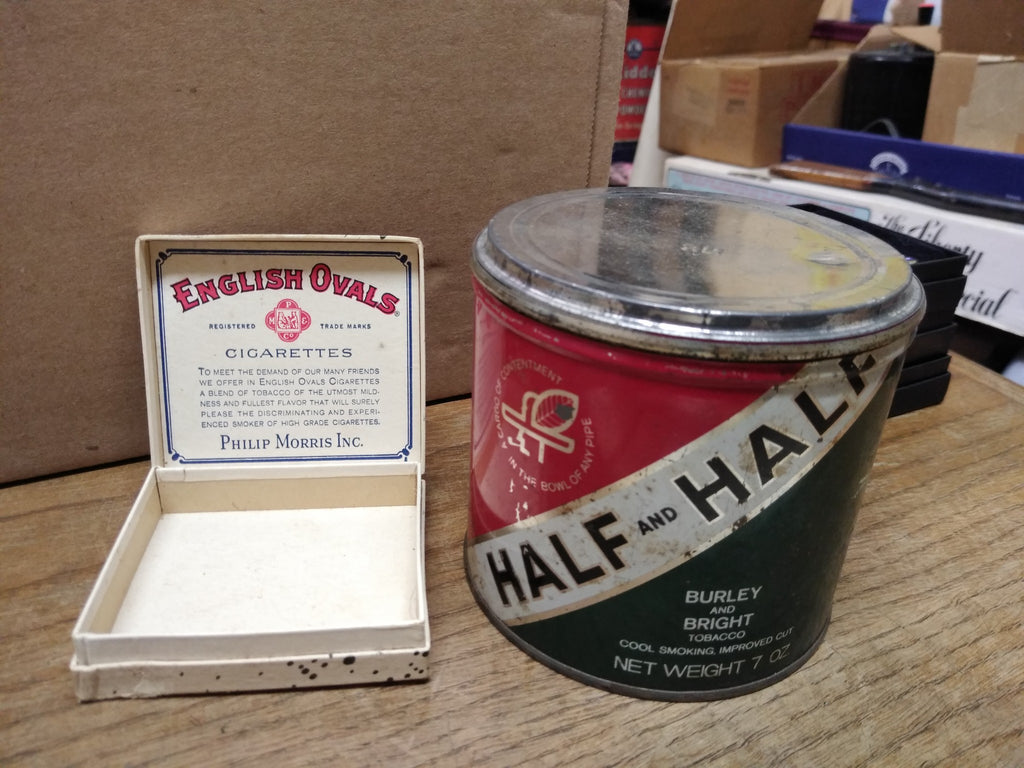 ENGLISH OVALS®
REGISTERED TRADE MARKS
CIGARETTES
TO MEET THE DEMAND OF OUR MANY FRIENDS
WE OFFER IN ENGLISH OVALS CIGARETTES
A BLEND OF TOBACCO OF THE UTMOST MILD-
NESS AND FULLEST FLAVOR THAT WILL SURELY
PLEASE THE DISCRIMINATING AND EXPERI-
ENCED SMOKER OF HIGH GRADE CIGARETTES.
PHILIP MORRIS INC.
A CARGO OF CONTENTMENT
IN THE BOWL OF ANY PIPE
HALF AND HALF
BURLEY
AND
BRIGHT
TOBACCO
COOL SMOKING, IMPROVED CUT
NET WEIGHT 7 OZ.
The Liberty